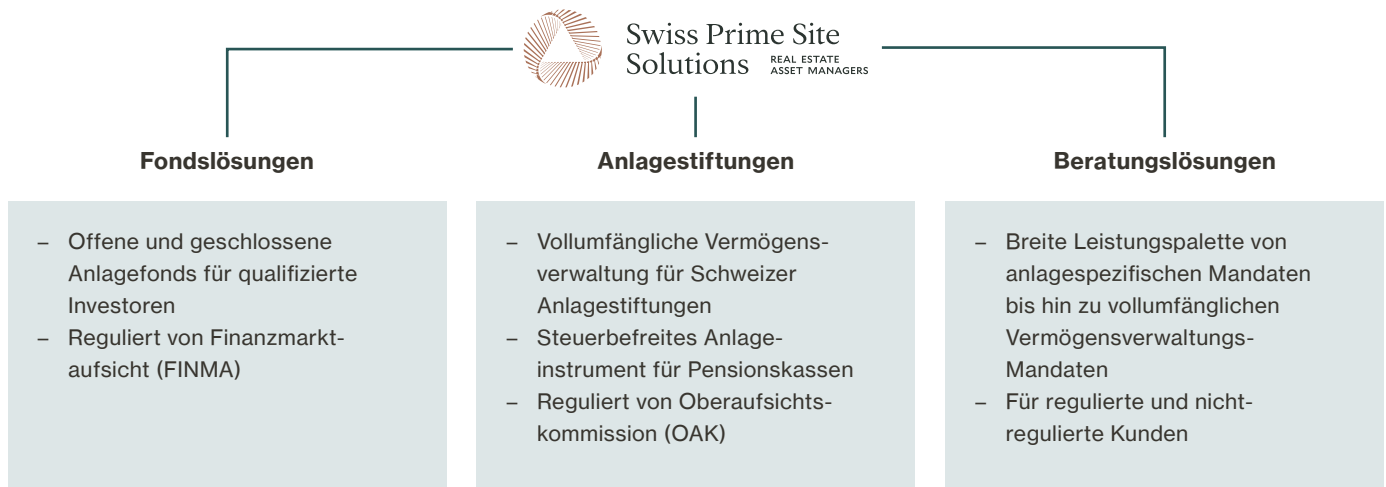 Swiss Prime Site
Solutions
REAL ESTATE
ASSET MANAGERS
Fondslösungen
– Offene und geschlossene
Anlagefonds für qualifizierte
Investoren
– Reguliert von Finanzmarkt-
aufsicht (FINMA)
Anlagestiftungen
– Vollumfängliche Vermögens-
verwaltung für Schweizer
Anlagestiftungen
– Steuerbefreites Anlage-
instrument für Pensionskassen
– Reguliert von Oberaufsichts-
kommission (OAK)
Beratungslösungen
– Breite Leistungspalette von
anlagespezifischen Mandaten
bis hin zu vollumfänglichen
Vermögensverwaltungs-
Mandaten
– Für regulierte und nicht-
regulierte Kunden